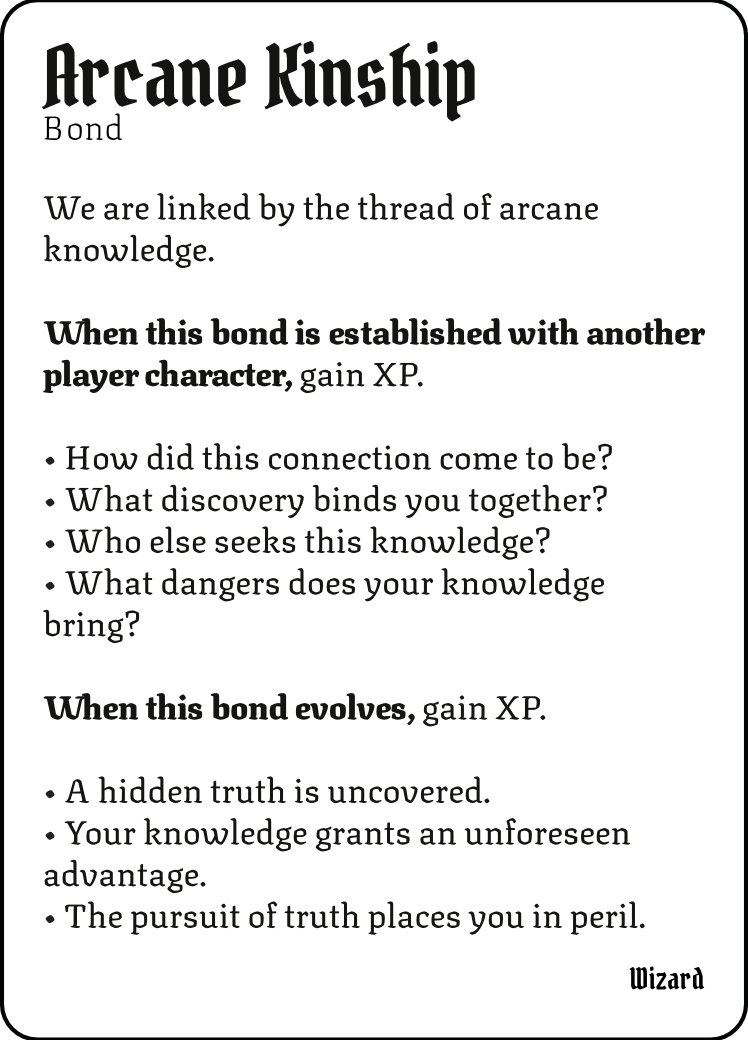 Arcane Kinship
Bond
We are linked by the thread of arcane
knowledge.
When this bond is established with another
player character, gain XP.
• How did this connection come to be?
• What discovery binds you together?
• Who else seeks this knowledge?
• What dangers does your knowledge
bring?
When this bond evolves, gain XP.
• A hidden truth is uncovered.
• Your knowledge grants an unforeseen
advantage.
• The pursuit of truth places you in peril.
Wizard